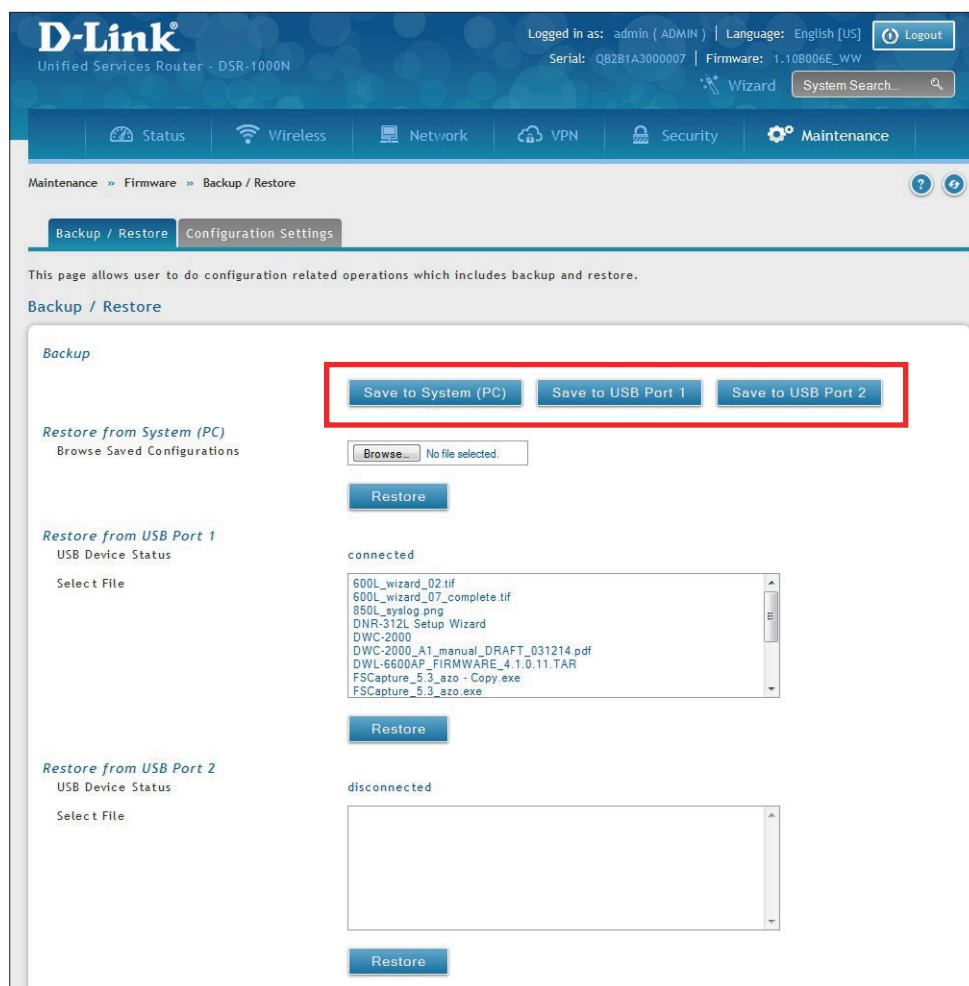 D-Link®
Unified Services Router - DSR-1000N
Logged in as: admin ( ADMIN ) | Language: English [US]
Logout
Serial: QB2B1A3000007 | Firmware: 1.10B006E_WW
Wizard
System Search...
Status
Wireless
Network
VPN
Security
Maintenance
Maintenance » Firmware » Backup / Restore
?
Backup / Restore
Configuration Settings
This page allows user to do configuration related operations which includes backup and restore.
Backup / Restore
Backup
Save to System (PC)
Save to USB Port 1
Save to USB Port 2
Restore from System (PC)
Browse Saved Configurations
Browse... No file selected.
Restore
Restore from USB Port 1
USB Device Status
connected
Select File
600L_wizard_02.tif
600L_wizard_07_complete.tif
850L_syslog.png
DNR-312L Setup Wizard
DWC-2000
DWC-2000_A1_manual_DRAFT_031214.pdf
DWL-6600AP_FIRMWARE_4.1.0.11.TAR
FSCapture_5.3_azo - Copy.exe
FSCapture_5.3_azo.exe
Restore
Restore from USB Port 2
USB Device Status
disconnected
Select File
Restore